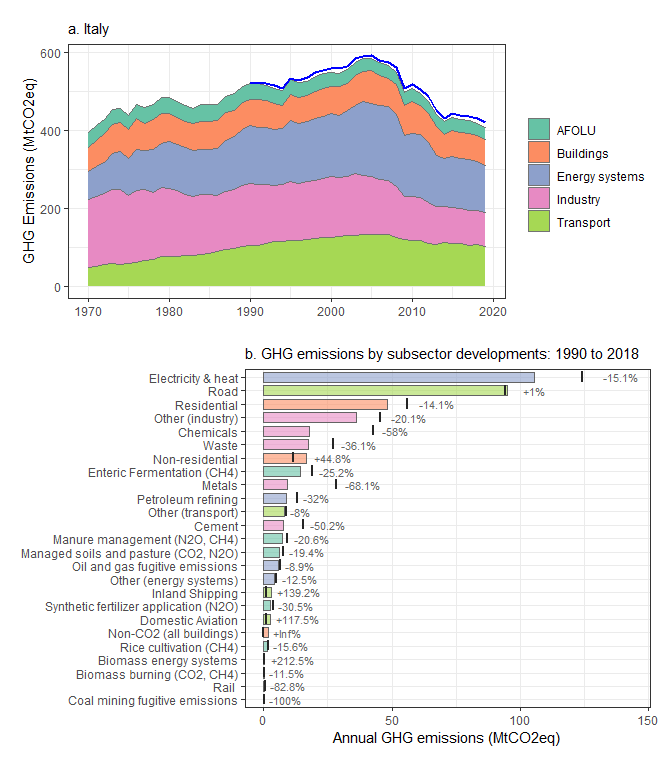 a. Italy
GHG Emissions (MtCO2eq)
600
400
200
0
1970
1980
1990
2000
2010
2020
AFOLU
Buildings
Energy systems
Industry
Transport
b. GHG emissions by subsector developments: 1990 to 2018
Electricity & heat -15.1%
Road +1%
Residential -14.1%
Other (industry) -20.1%
Chemicals -58%
Waste -36.1%
Non-residential +44.8%
Enteric Fermentation (CH4) -25.2%
Metals -68.1%
Petroleum refining -32%
Other (transport) -8%
Cement -50.2%
Manure management (N2O, CH4) -20.6%
Managed soils and pasture (CO2, N2O) -19.4%
Oil and gas fugitive emissions -8.9%
Other (energy systems) -12.5%
Inland Shipping +139.2%
Synthetic fertilizer application (N2O) -30.5%
Domestic Aviation +117.5%
Non-CO2 (all buildings) +Inf%
Rice cultivation (CH4) -15.6%
Biomass energy systems +212.5%
Biomass burning (CO2, CH4) -11.5%
Rail -82.8%
Coal mining fugitive emissions -100%
0
50
100
150
Annual GHG emissions (MtCO2eq)